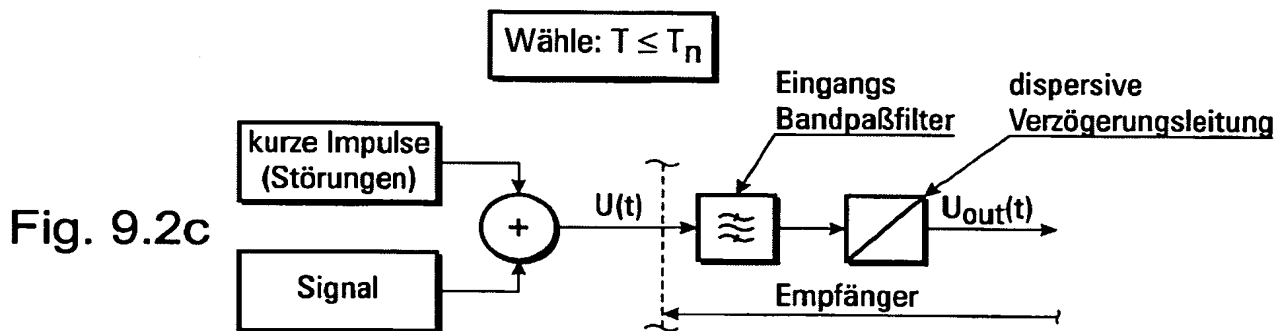 Wähle: T ≤ Tn
Eingangs
Bandpaßfilter
dispersive
Verzögerungsleitung
kurze Impulse
(Störungen)
Fig. 9.2c
+
U(t)
Uout(t)
Signal
Empfänger